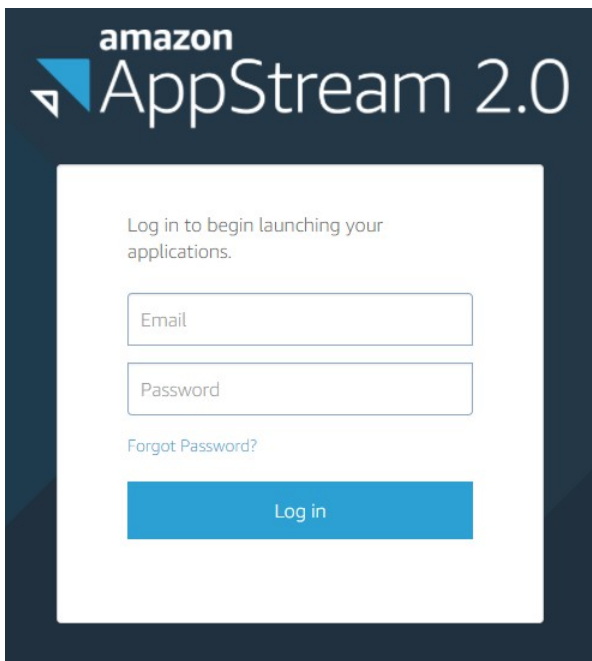 amazon
AppStream 2.0
Log in to begin launching your
applications.
Email
Password
Forgot Password?
Log in